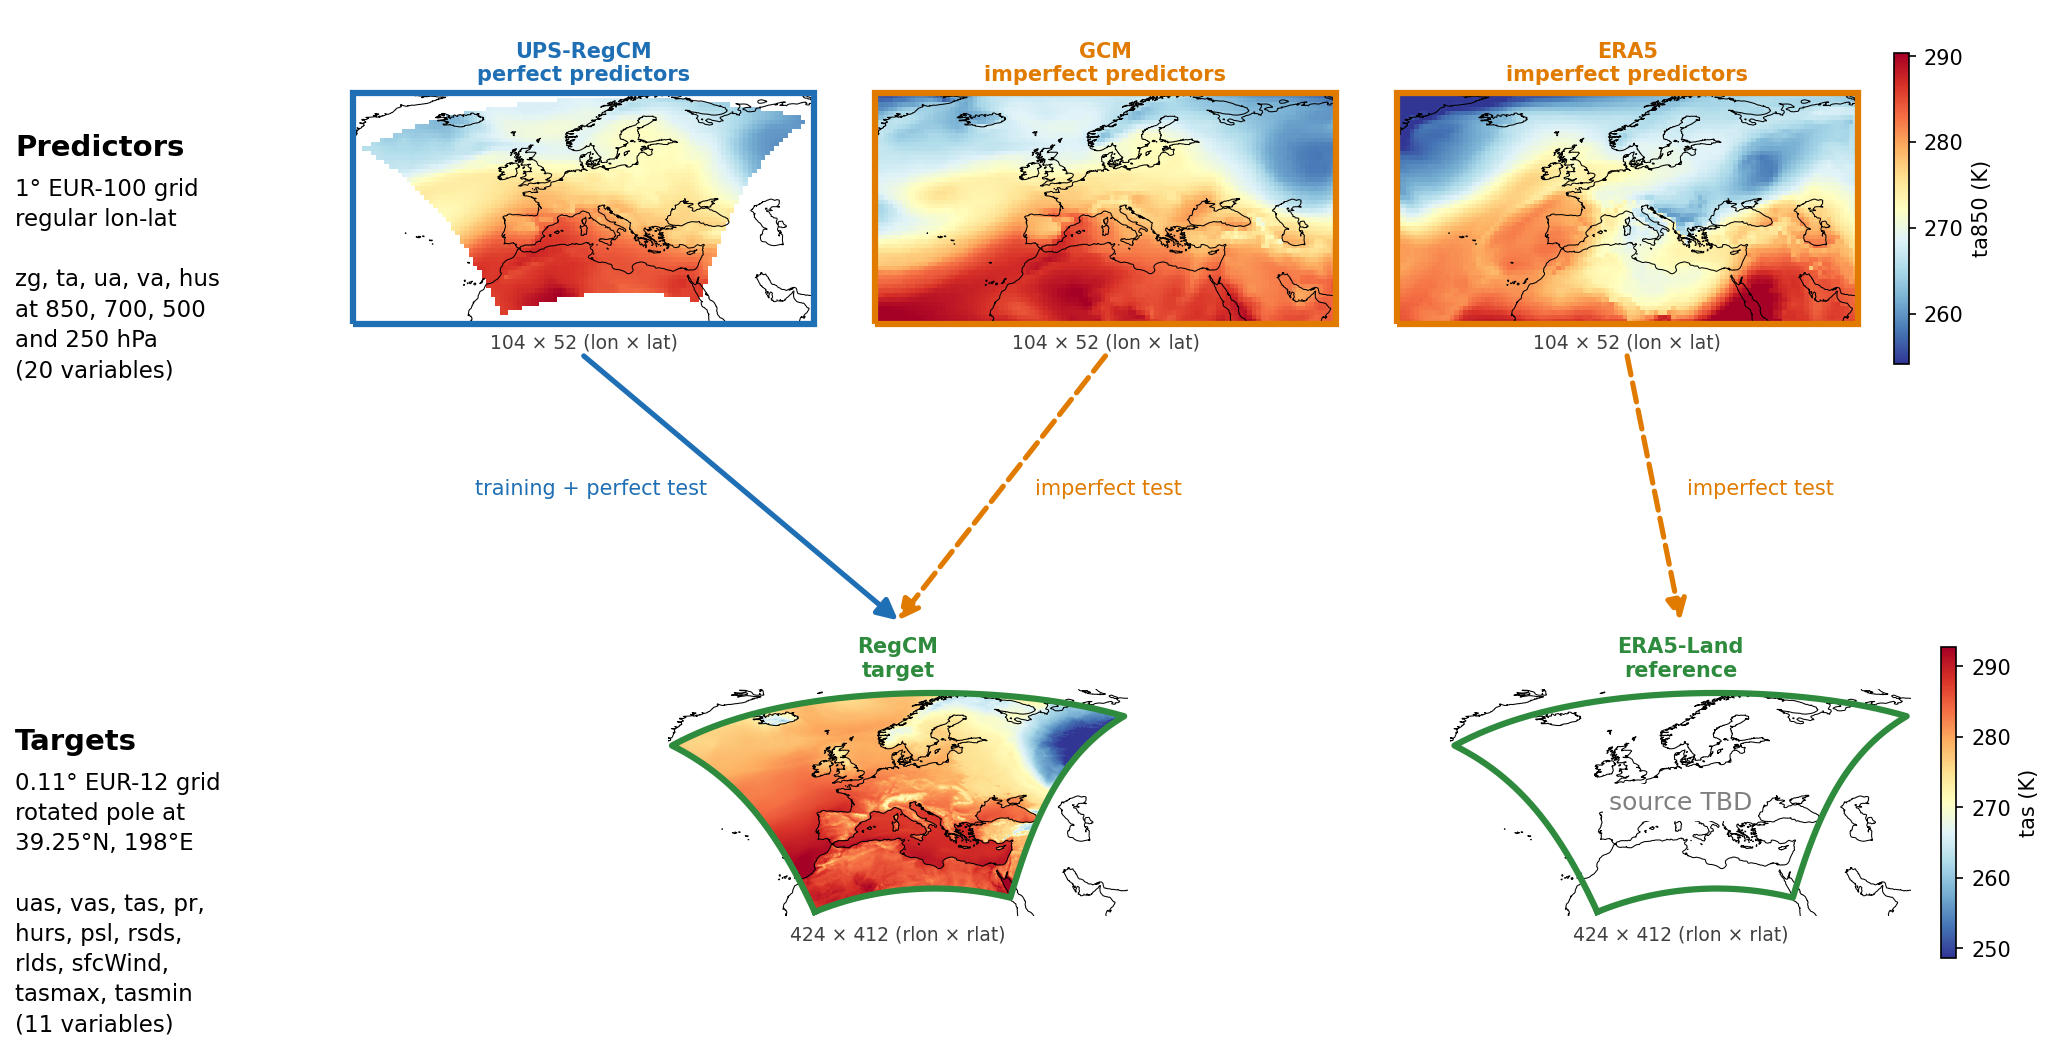 UPS-RegCM
perfect predictors
GCM
imperfect predictors
ERA5
imperfect predictors
290
280
270
260
ta850 (K)
Predictors
1° EUR-100 grid
regular lon-lat
zg, ta, ua, va, hus
at 850, 700, 500
and 250 hPa
(20 variables)
104 × 52 (lon × lat)
104 × 52 (lon × lat)
104 × 52 (lon × lat)
training + perfect test
imperfect test
imperfect test
RegCM
target
ERA5-Land
reference
source TBD
290
280
270
260
250
tas (K)
Targets
0.11° EUR-12 grid
rotated pole at
39.25°N, 198°E
uas, vas, tas, pr,
hurs, psl, rsds,
rlds, sfcWind,
tasmax, tasmin
(11 variables)
424 × 412 (rlon × rlat)
424 × 412 (rlon × rlat)